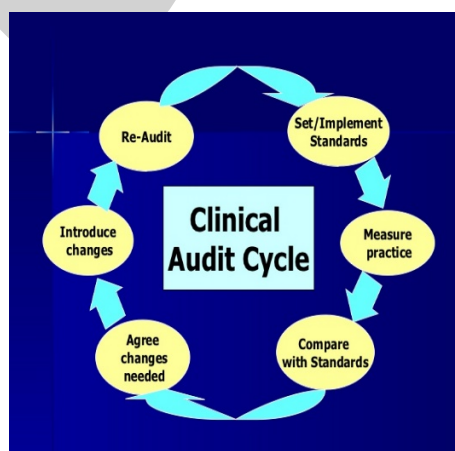 Re-Audit
Set/Implement
Standards
Clinical
Audit Cycle
Introduce
changes
Measure
practice
Agree
changes
needed
Compare
with Standards